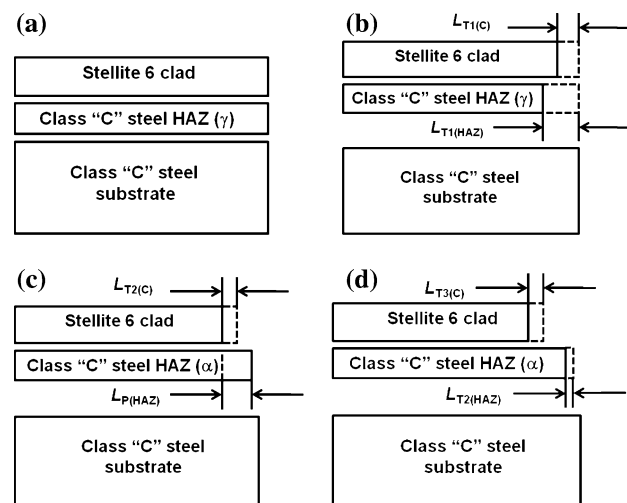 (a)
Stellite 6 clad
Class “C” steel HAZ (γ)
Class “C” steel
substrate
(b)
LT1(C)
Stellite 6 clad
Class “C” steel HAZ (γ)
LT1(HAZ)
Class “C” steel
substrate
(c)
LT2(C)
Stellite 6 clad
Class “C” steel HAZ (α)
LP(HAZ)
Class “C” steel
substrate
(d)
LT3(C)
Stellite 6 clad
Class “C” steel HAZ (α)
LT2(HAZ)
Class “C” steel
substrate